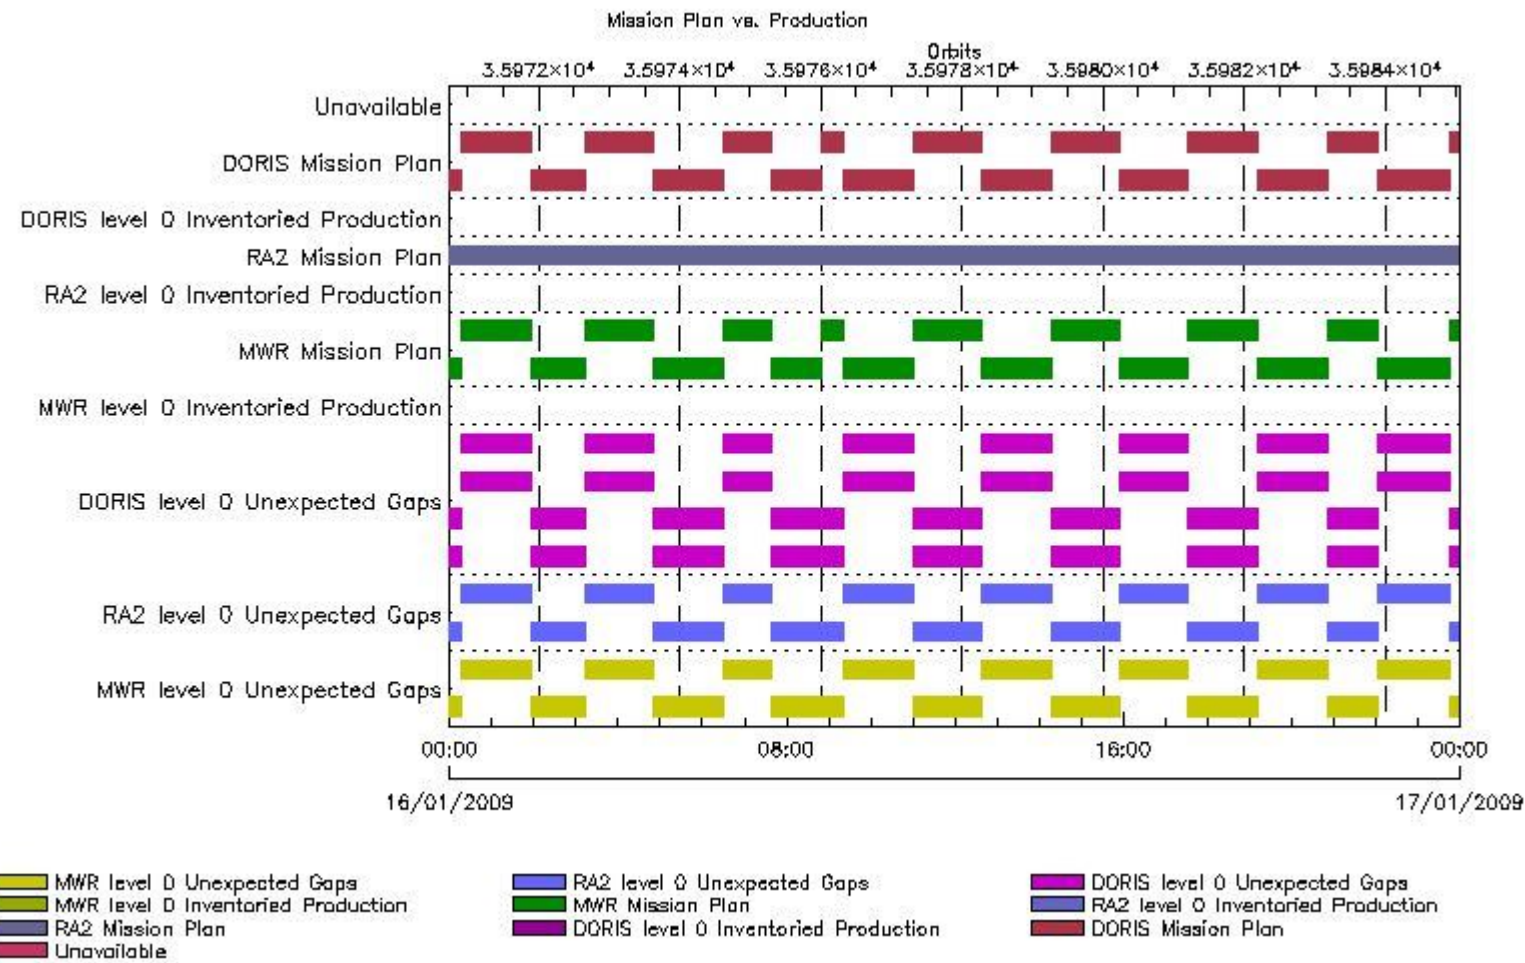 Mission Plan vs. Production
Orbits
3.5972×10⁴ 3.5974×10⁴ 3.5976×10⁴ 3.5978×10⁴ 3.5980×10⁴ 3.5982×10⁴ 3.5984×10⁴
Unavailable
DORIS Mission Plan
DORIS level 0 Inventoried Production
RA2 Mission Plan
RA2 level 0 Inventoried Production
MWR Mission Plan
MWR level 0 Inventoried Production
DORIS level 0 Unexpected Gaps
RA2 level 0 Unexpected Gaps
MWR level 0 Unexpected Gaps
00:00 08:00 16:00 00:00
16/01/2009 17/01/2009
MWR level 0 Unexpected Gaps RA2 level 0 Unexpected Gaps DORIS level 0 Unexpected Gaps
MWR level 0 Inventoried Production MWR Mission Plan RA2 level 0 Inventoried Production
RA2 Mission Plan DORIS level 0 Inventoried Production DORIS Mission Plan
Unavailable